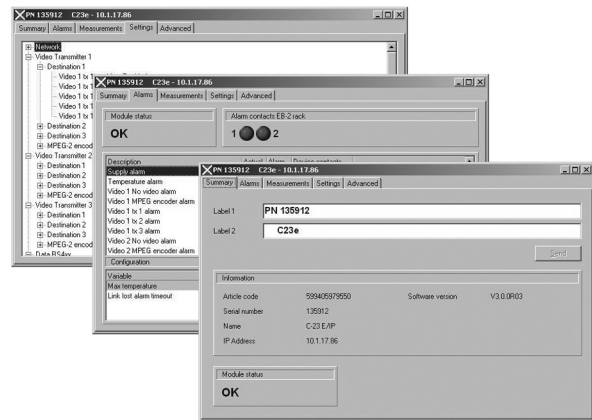 PN 135912 C23e - 10.1.17.86
Summary Alarms Measurements Settings Advanced
Network
Video Transmitter 1
Destination 1
Video 1 tx 1
Video 1 tx 1
Video 1 tx 1
Video 1 tx 1
Destination 2
Destination 3
MPEG-2 encod
Video Transmitter 2
Destination 1
Destination 2
Destination 3
MPEG-2 encod
Video Transmitter 3
Destination 1
Destination 2
Destination 3
MPEG-2 encod
PN 135912 C23e - 10.1.17.86
Summary Alarms Measurements Settings Advanced
Module status
OK
Alarm contacts EB-2 rack
1 2
Description Actual Alarm Device contacts
Supply alarm
Temperature alarm
Video 1 No video alarm
Video 1 MPEG encoder alarm
Video 1 tx 1 alarm
Video 1 tx 2 alarm
Video 1 tx 3 alarm
Video 2 No video alarm
Video 2 MPEG encoder alarm
Configuration
Variable
Max temperature
Link lost alarm timeout
PN 135912 C23e - 10.1.17.86
Summary Alarms Measurements Settings Advanced
Label 1 PN 135912
Label 2 C23e
Send
Information
Article code 599405979550 Software version V3.0.0R03
Serial number 135912
Name C-23 E/IP
IP Address 10.1.17.86
Module status
OK